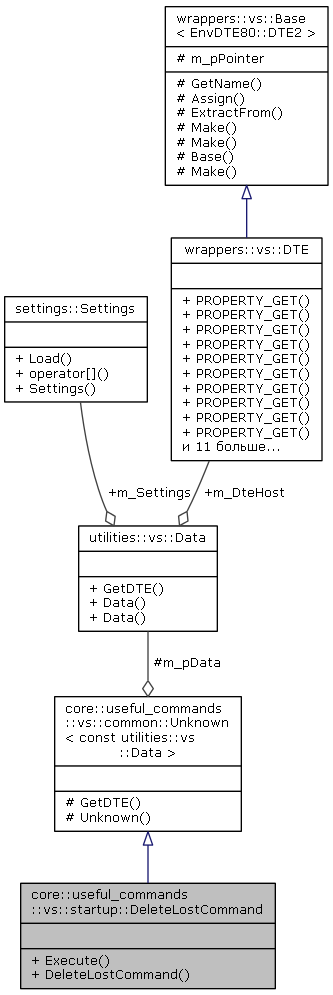 wrappers::vs::Base
< EnvDTE80::DTE2 >
# m_pPointer
# GetName()
# Assign()
# ExtractFrom()
# Make()
# Make()
# Base()
# Make()
wrappers::vs::DTE
+ PROPERTY_GET()
+ PROPERTY_GET()
+ PROPERTY_GET()
+ PROPERTY_GET()
+ PROPERTY_GET()
+ PROPERTY_GET()
+ PROPERTY_GET()
+ PROPERTY_GET()
+ PROPERTY_GET()
+ PROPERTY_GET()
и 11 больше...
settings::Settings
+ Load()
+ operator[]()
+ Settings()
+m_Settings
+m_DteHost
utilities::vs::Data
+ GetDTE()
+ Data()
+ Data()
#m_pData
core::useful_commands
::vs::common::Unknown
< const utilities::vs
::Data >
# GetDTE()
# Unknown()
core::useful_commands
::vs::startup::DeleteLostCommand
+ Execute()
+ DeleteLostCommand()